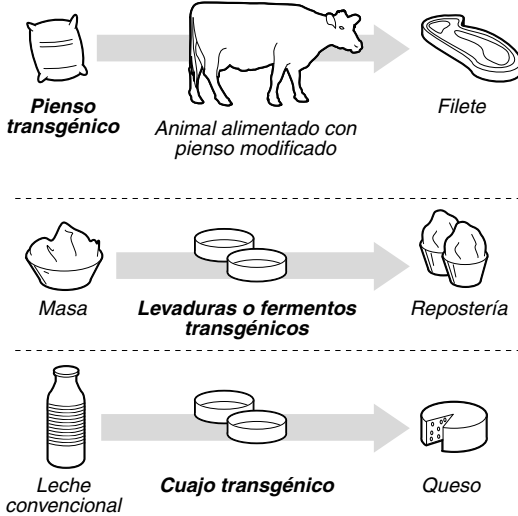 Pienso
transgénico
Animal alimentado con
pienso modificado
Filete
Masa
Levaduras o fermentos
transgénicos
Repostería
Leche
convencional
Cuajo transgénico
Queso